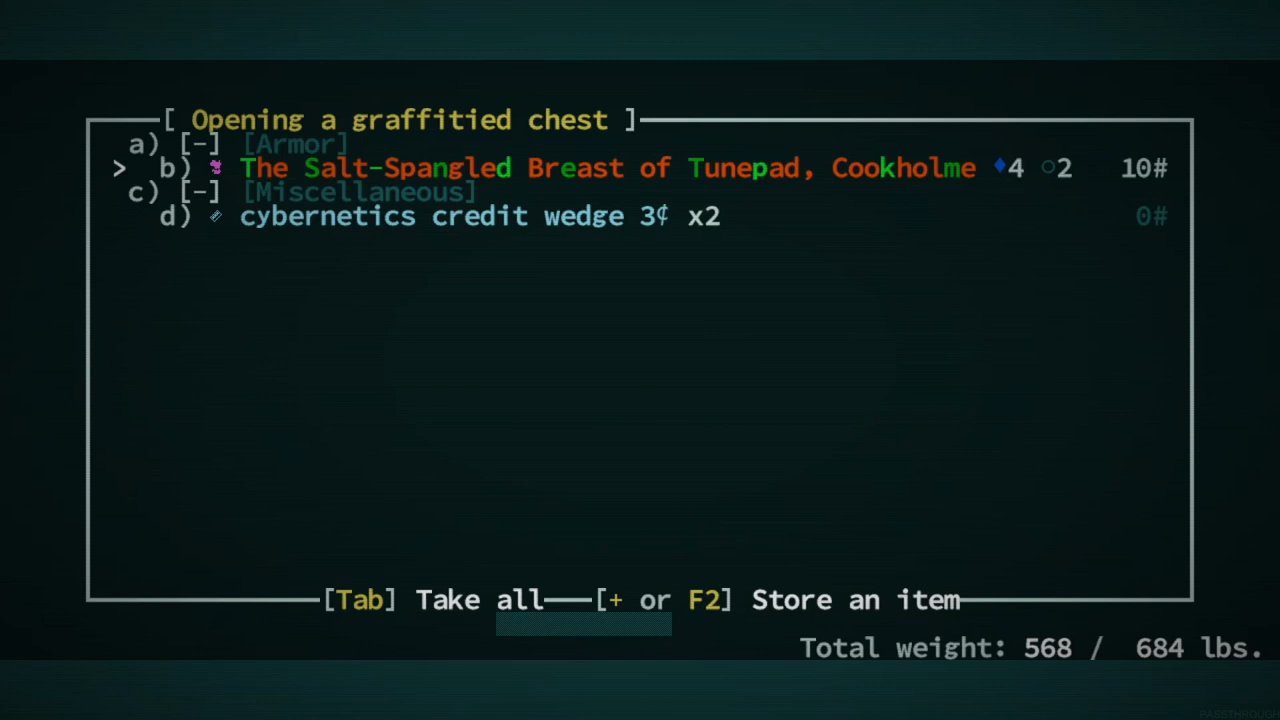 [ Opening a graffitied chest ]
a) [-] [Armor]
> b) The Salt-Spangled Breast of Tunepad, Cookholme ♦4 ○2 10#
c) [-] [Miscellaneous]
d) cybernetics credit wedge 3¢ x2 0#
[Tab] Take all [+ or F2] Store an item
Total weight: 568 / 684 lbs.